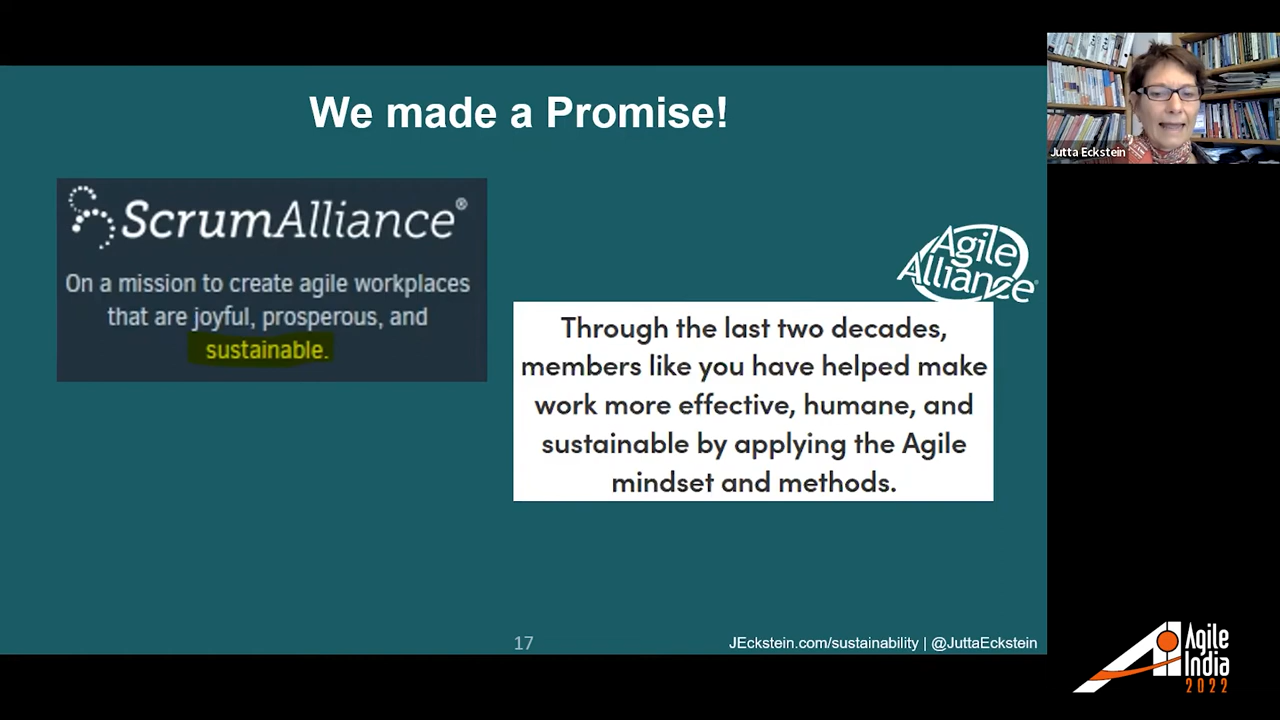 We made a Promise!
ScrumAlliance®
On a mission to create agile workplaces
that are joyful, prosperous, and
sustainable.
Agile
Alliance®
Through the last two decades,
members like you have helped make
work more effective, humane, and
sustainable by applying the Agile
mindset and methods.
17
JEckstein.com/sustainability | @JuttaEckstein
Jutta Eckstein
Agile
India
2022